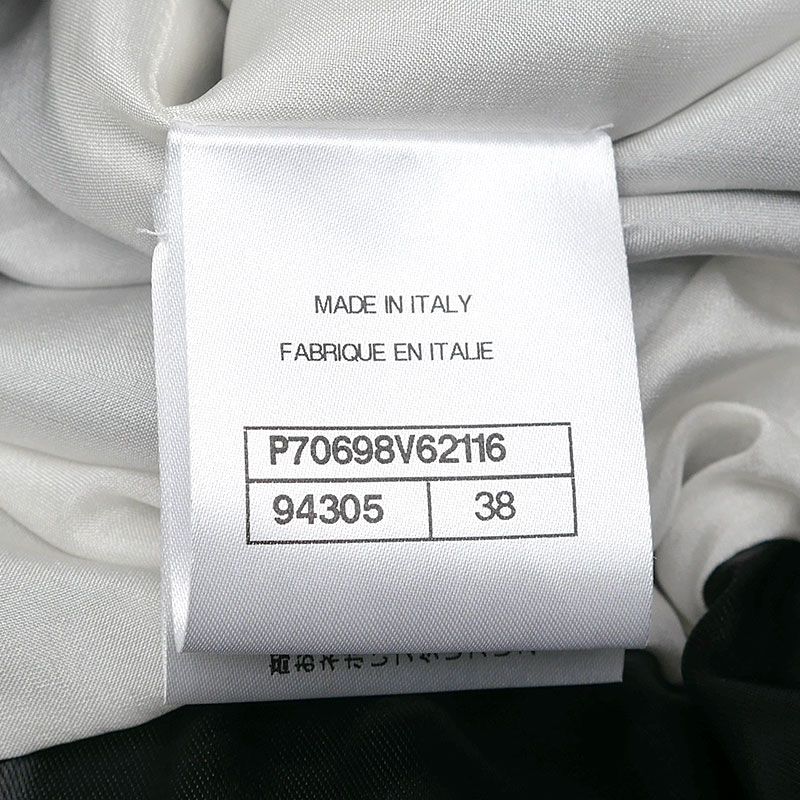 MADE IN ITALY
FABRIQUE EN ITALIE
P70698V62116
94305 38